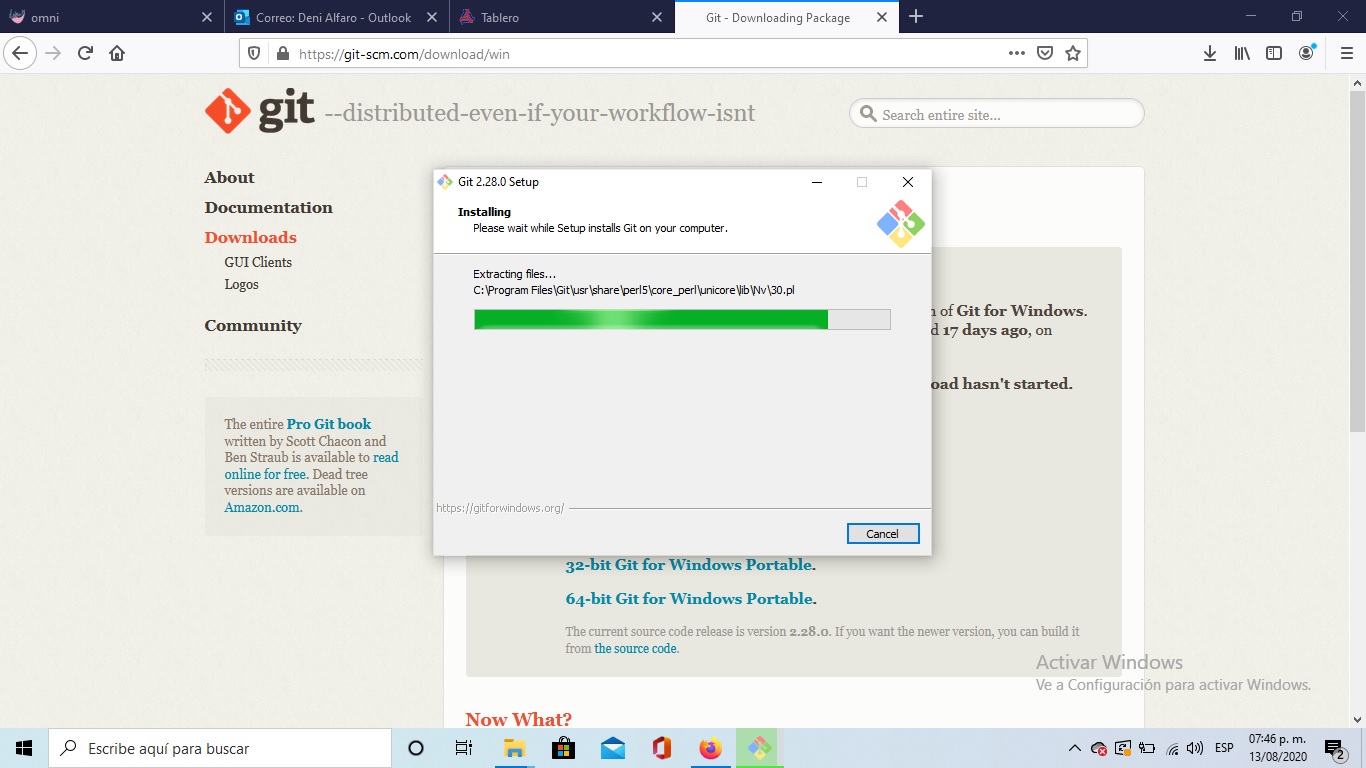 omni
Correo: Deni Alfaro - Outlook
Tablero
Git - Downloading Package
https://git-scm.com/download/win
git --distributed-even-if-your-workflow-isnt
Search entire site...
About
Documentation
Downloads
GUI Clients
Logos
Community
The entire Pro Git book
written by Scott Chacon and
Ben Straub is available to read
online for free. Dead tree
versions are available on
Amazon.com.
Git 2.28.0 Setup
Installing
Please wait while Setup installs Git on your computer.
Extracting files...
C:\Program Files\Git\usr\share\perl5\core_perl\unicore\lib\Nv\30.pl
https://gitforwindows.org/
Cancel
of Git for Windows.
17 days ago, on
hasn't started.
32-bit Git for Windows Portable.
64-bit Git for Windows Portable.
The current source code release is version 2.28.0. If you want the newer version, you can build it
from the source code.
Now What?
Activar Windows
Ve a Configuración para activar Windows.
Escribe aquí para buscar
ESP
07:46 p. m.
13/08/2020
2